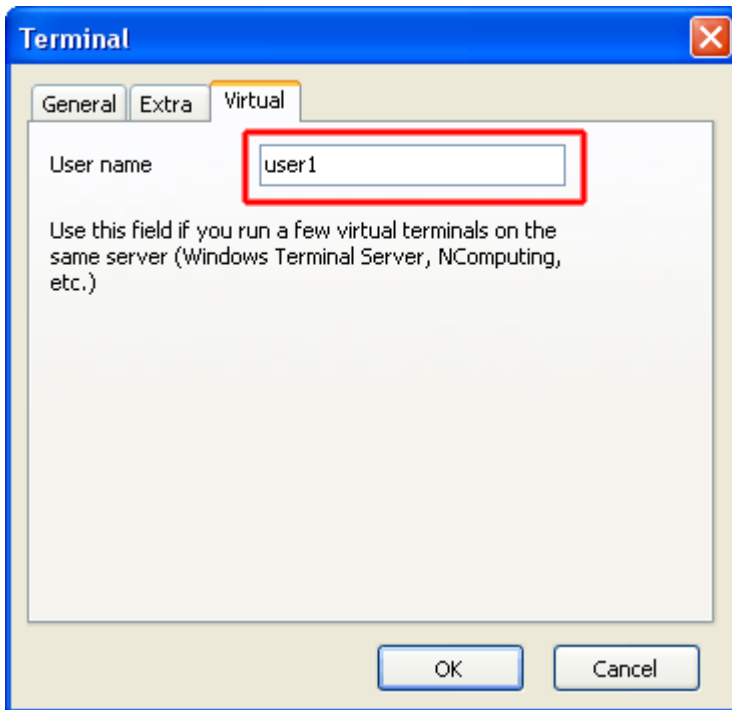 Terminal
General Extra Virtual
User name user1
Use this field if you run a few virtual terminals on the
same server (Windows Terminal Server, NComputing,
etc.)
OK Cancel